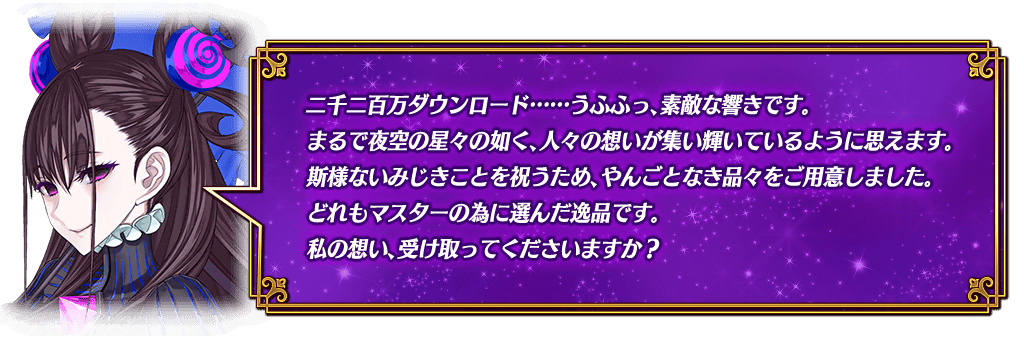 二千二百万ダウンロード……うふふっ、素敵な響きです。
まるで夜空の星々の如く、人々の想いが集い輝いているように思えます。
斯様ないみじきことを祝うため、やんごとなき品々をご用意しました。
どれもマスターの為に選んだ逸品です。
私の想い、受け取ってくださいますか？